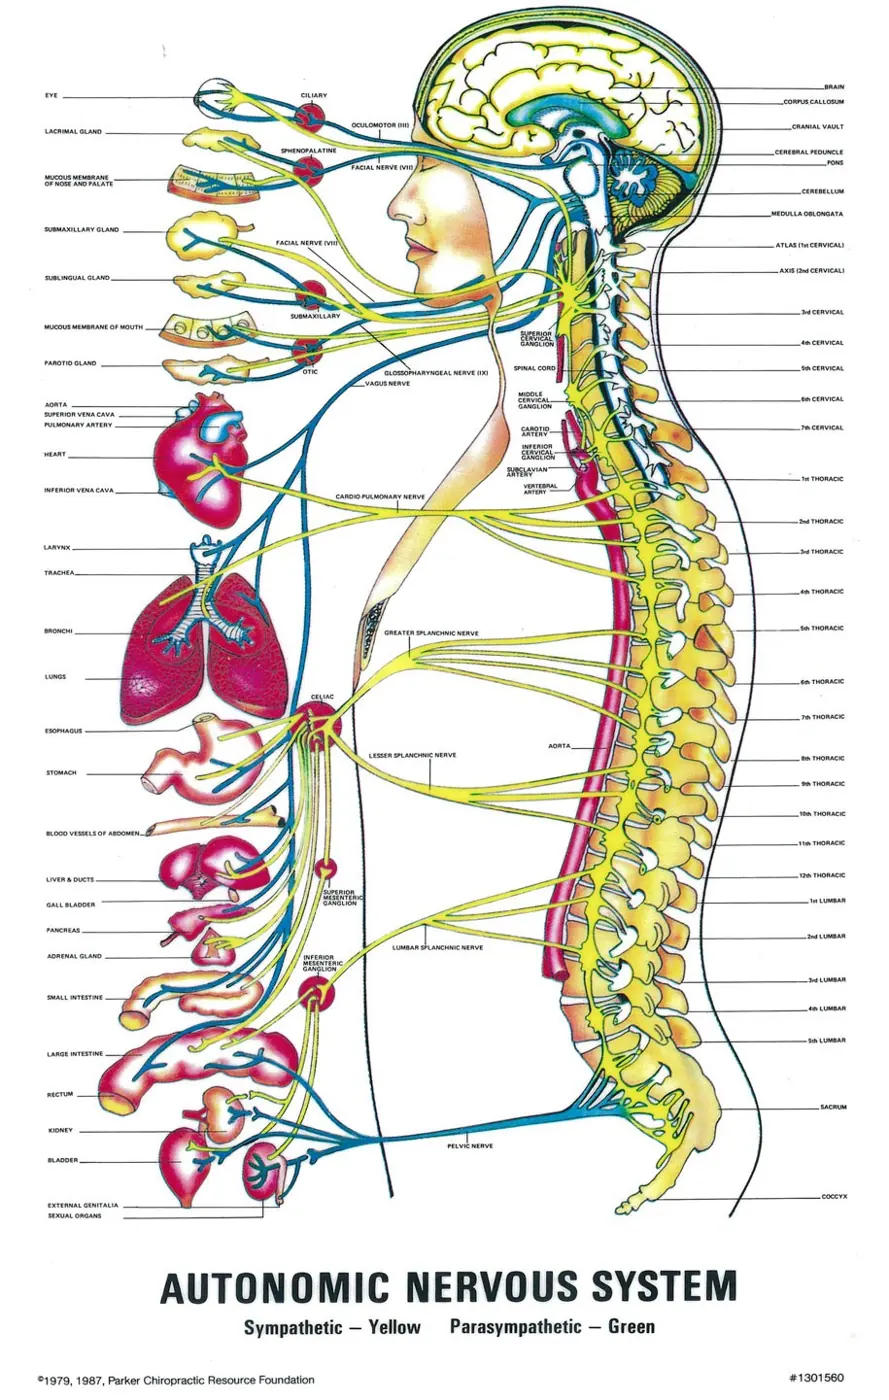 EYE
LACRIMAL GLAND
MUCOUS MEMBRANE
OF NOSE AND PALATE
SUBMAXILLARY GLAND
SUBLINGUAL GLAND
MUCOUS MEMBRANE OF MOUTH
PAROTID GLAND
AORTA
SUPERIOR VENA CAVA
PULMONARY ARTERY
HEART
INFERIOR VENA CAVA
LARYNX
TRACHEA
BRONCHI
LUNGS
ESOPHAGUS
STOMACH
BLOOD VESSELS OF ABDOMEN
LIVER & DUCTS
GALL BLADDER
PANCREAS
ADRENAL GLAND
SMALL INTESTINE
LARGE INTESTINE
RECTUM
KIDNEY
BLADDER
EXTERNAL GENITALIA
SEXUAL ORGANS
CILIARY
OCULOMOTOR (III)
SPHENOPALATINE
FACIAL NERVE (VII)
FACIAL NERVE (VII)
SUBMAXILLARY
OTIC
GLOSSOPHARYNGEAL NERVE (IX)
VAGUS NERVE
CARDIO PULMONARY NERVE
GREATER SPLANCHNIC NERVE
CELIAC
LESSER SPLANCHNIC NERVE
SUPERIOR
MESENTERIC
GANGLION
LUMBAR SPLANCHNIC NERVE
INFERIOR
MESENTERIC
GANGLION
PELVIC NERVE
SUPERIOR
CERVICAL
GANGLION
SPINAL CORD
MIDDLE
CERVICAL
GANGLION
CAROTID
ARTERY
INFERIOR
CERVICAL
GANGLION
SUBCLAVIAN
ARTERY
VERTEBRAL
ARTERY
AORTA
BRAIN
CORPUS CALLOSUM
CRANIAL VAULT
CEREBRAL PEDUNCLE
PONS
CEREBELLUM
MEDULLA OBLONGATA
ATLAS (1st CERVICAL)
AXIS (2nd CERVICAL)
3rd CERVICAL
4th CERVICAL
5th CERVICAL
6th CERVICAL
7th CERVICAL
1st THORACIC
2nd THORACIC
3rd THORACIC
4th THORACIC
5th THORACIC
6th THORACIC
7th THORACIC
8th THORACIC
9th THORACIC
10th THORACIC
11th THORACIC
12th THORACIC
1st LUMBAR
2nd LUMBAR
3rd LUMBAR
4th LUMBAR
5th LUMBAR
SACRUM
COCCYX
AUTONOMIC NERVOUS SYSTEM
Sympathetic – Yellow Parasympathetic – Green
©1979, 1987, Parker Chiropractic Resource Foundation
#1301560